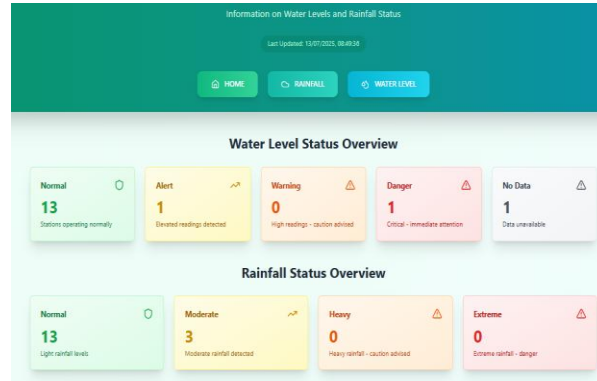 Information on Water Levels and Rainfall Status
Last Updated: 13/07/2025, 08:49:38
HOME
RAINFALL
WATER LEVEL
Water Level Status Overview
Normal
13
Stations operating normally
Alert
1
Elevated readings detected
Warning
0
High readings - caution advised
Danger
1
Critical - immediate attention
No Data
1
Data unavailable
Rainfall Status Overview
Normal
13
Light rainfall levels
Moderate
3
Moderate rainfall detected
Heavy
0
Heavy rainfall - caution advised
Extreme
0
Extreme rainfall - danger